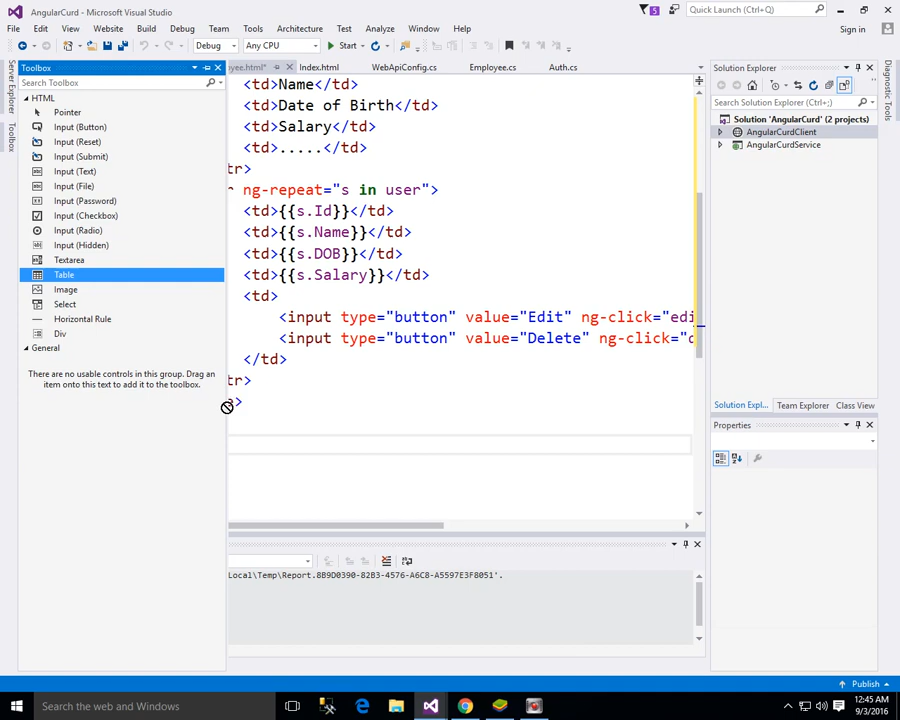 AngularCurd - Microsoft Visual Studio
5
Quick Launch (Ctrl+Q)
File Edit View Website Build Debug Team Tools Architecture Test Analyze Window Help
Sign in
Debug Any CPU Start
Toolbox
Search Toolbox
HTML
Pointer
Input (Button)
Input (Reset)
Input (Submit)
Input (Text)
Input (File)
Input (Password)
Input (Checkbox)
Input (Radio)
Input (Hidden)
Textarea
Table
Image
Select
Horizontal Rule
Div
General
There are no usable controls in this group. Drag an
item onto this text to add it to the toolbox.
Server Explorer
Toolbox
yee.html* Index.html WebApiConfig.cs Employee.cs Auth.cs
<td>Name</td>
<td>Date of Birth</td>
<td>Salary</td>
<td>.....</td>
tr>
r ng-repeat="s in user">
<td>{{s.Id}}</td>
<td>{{s.Name}}</td>
<td>{{s.DOB}}</td>
<td>{{s.Salary}}</td>
<td>
<input type="button" value="Edit" ng-click="edi
<input type="button" value="Delete" ng-click="d
</td>
tr>
>
Local\Temp\Report.8B9D0390-82B3-4576-A6C8-A5597E3F8051'.
Solution Explorer
Search Solution Explorer (Ctrl+;)
Solution 'AngularCurd' (2 projects)
AngularCurdClient
AngularCurdService
Solution Expl... Team Explorer Class View
Properties
Diagnostic Tools
Publish
Search the web and Windows
12:45 AM
9/3/2016